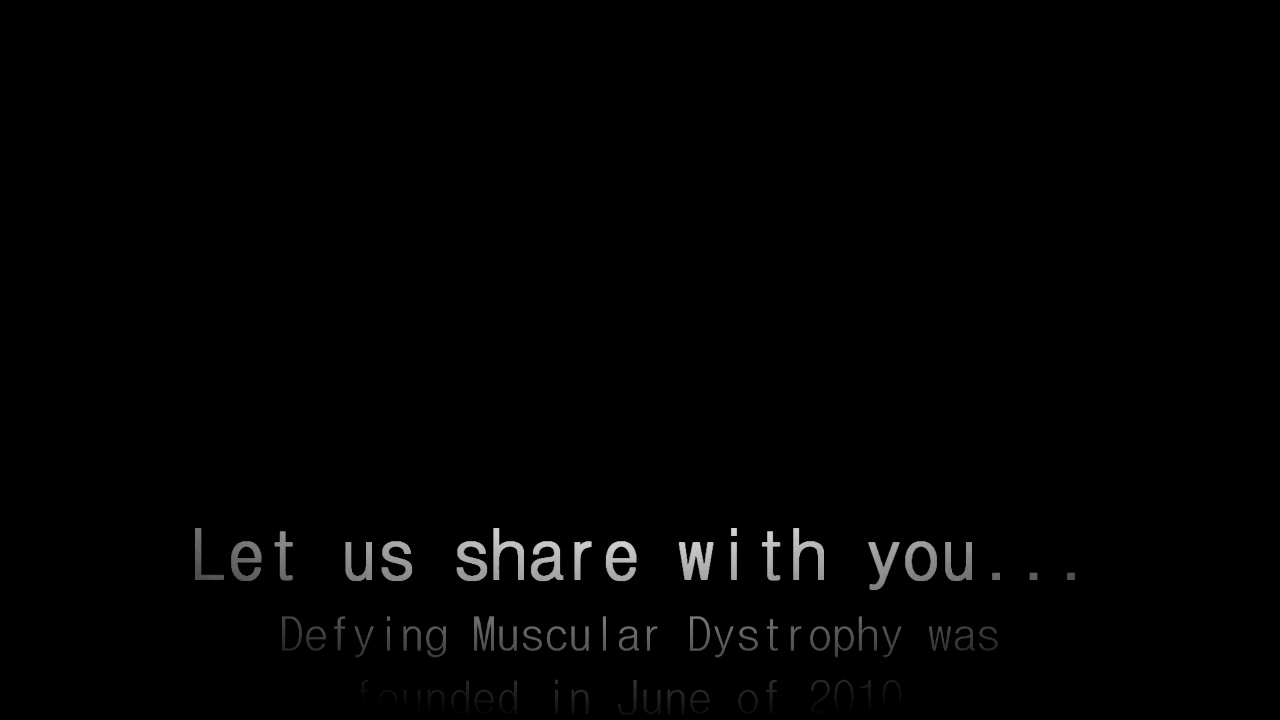 Let us share with you...
Defying Muscular Dystrophy was
founded in June of 2010